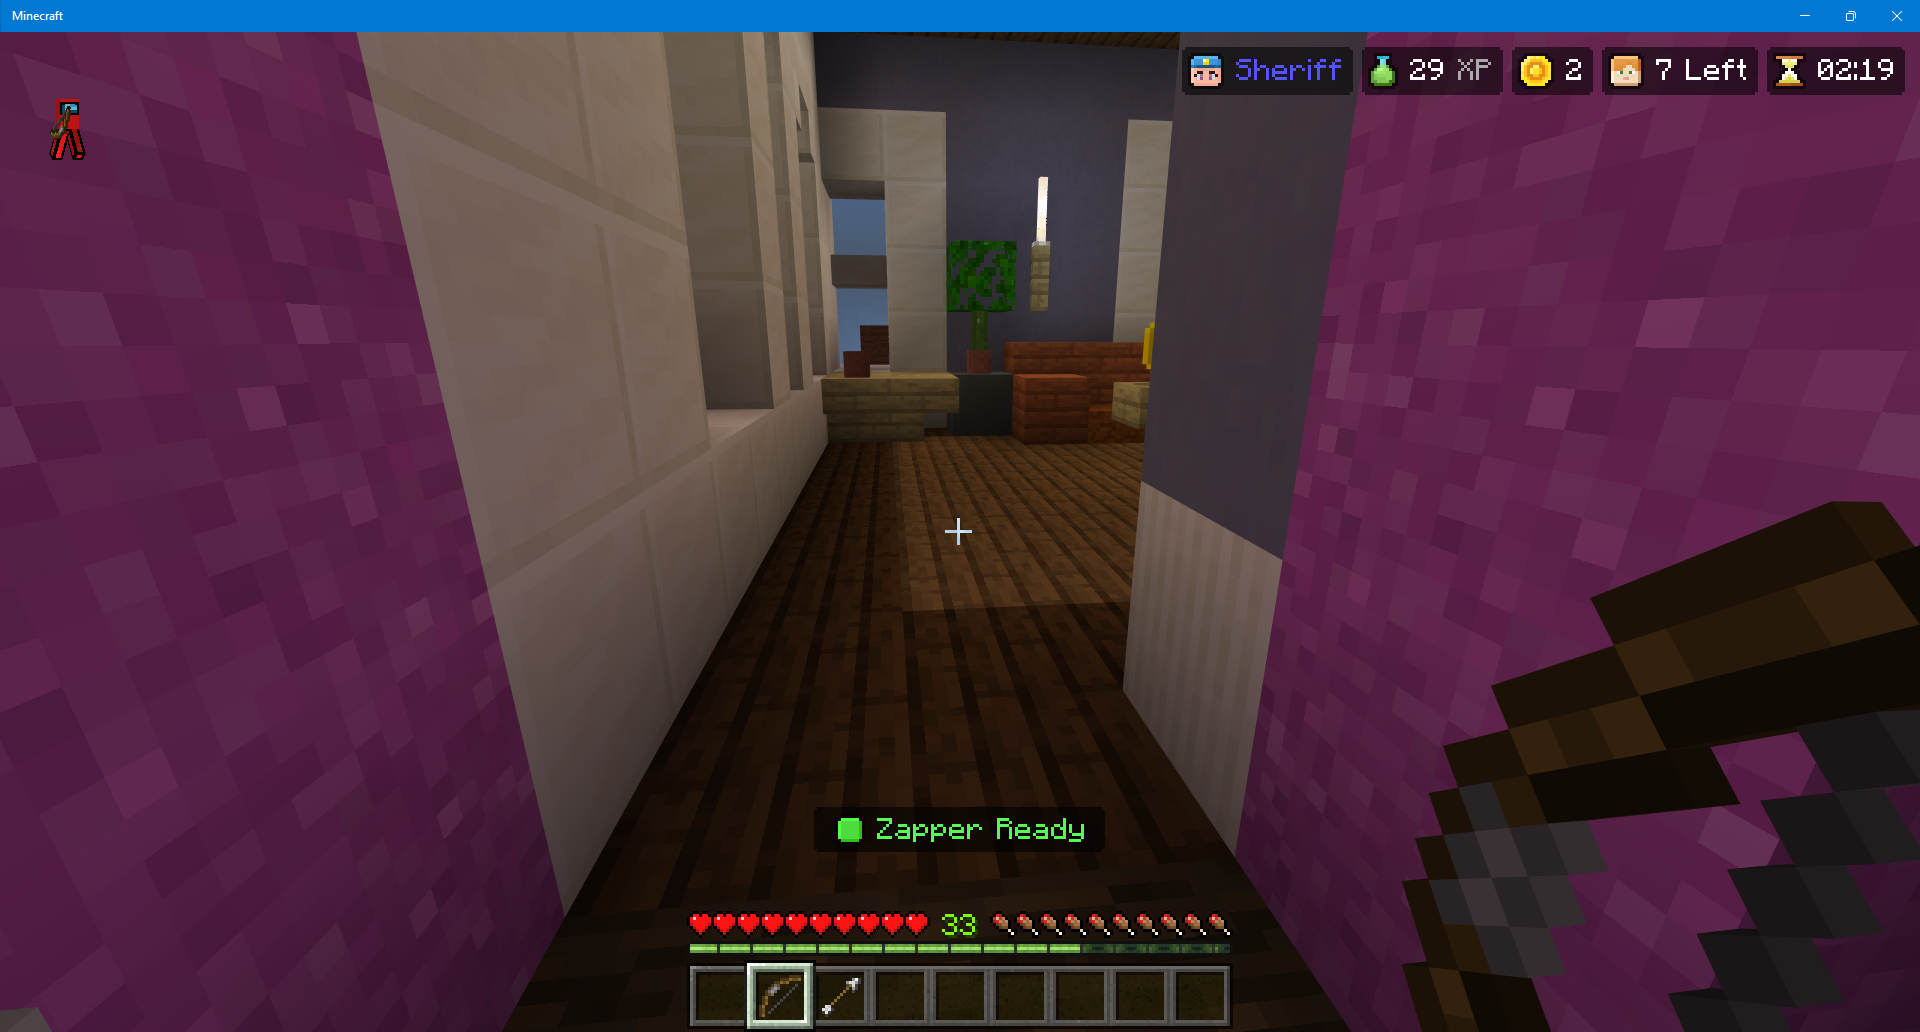 Minecraft
Sheriff
29 XP
2
7 Left
02:19
Zapper Ready
33